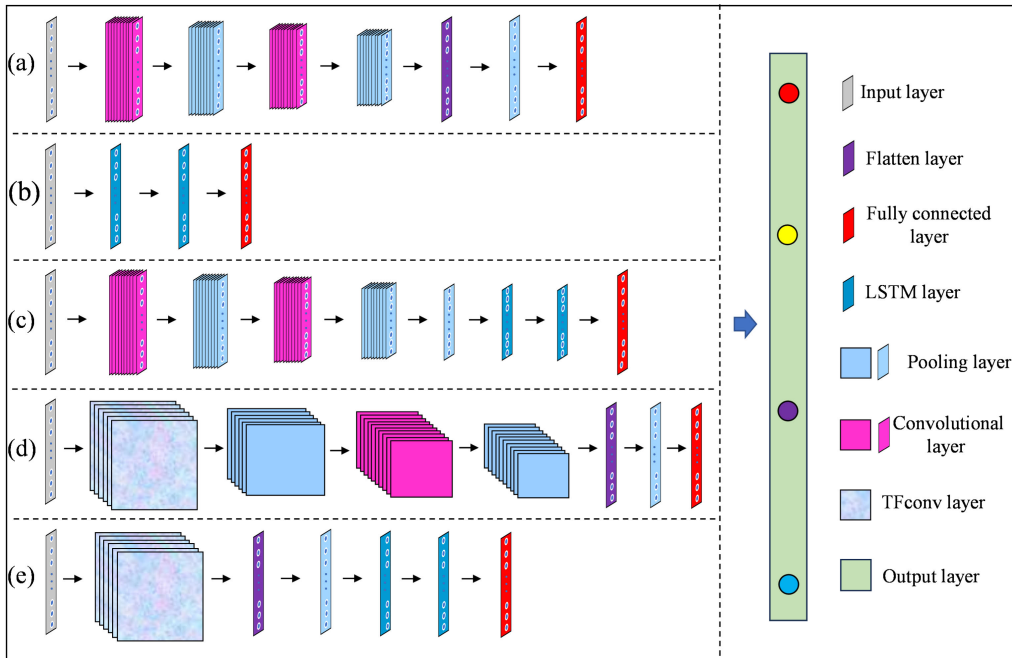 (a)
(b)
(c)
(d)
(e)
Input layer
Flatten layer
Fully connected
layer
LSTM layer
Pooling layer
Convolutional
layer
TFconv layer
Output layer